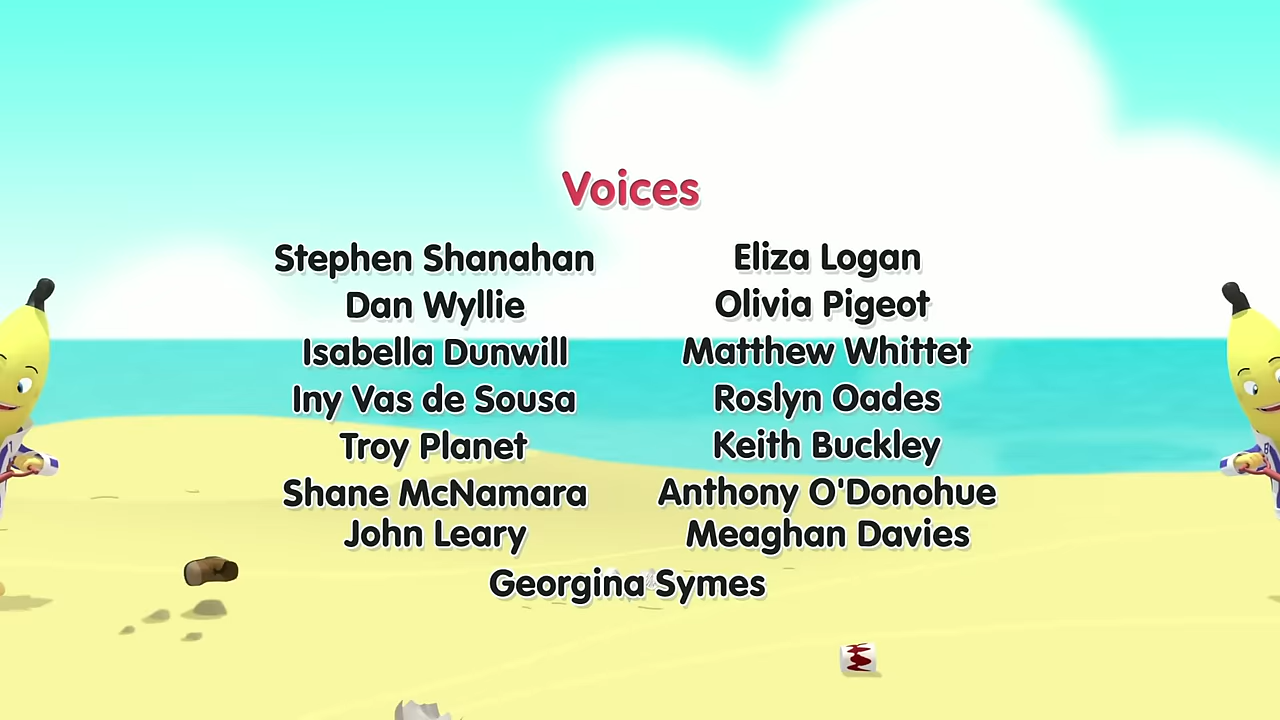 Voices
Stephen Shanahan Eliza Logan
Dan Wyllie Olivia Pigeot
Isabella Dunwill Matthew Whittet
Iny Vas de Sousa Roslyn Oades
Troy Planet Keith Buckley
Shane McNamara Anthony O'Donohue
John Leary Meaghan Davies
Georgina Symes